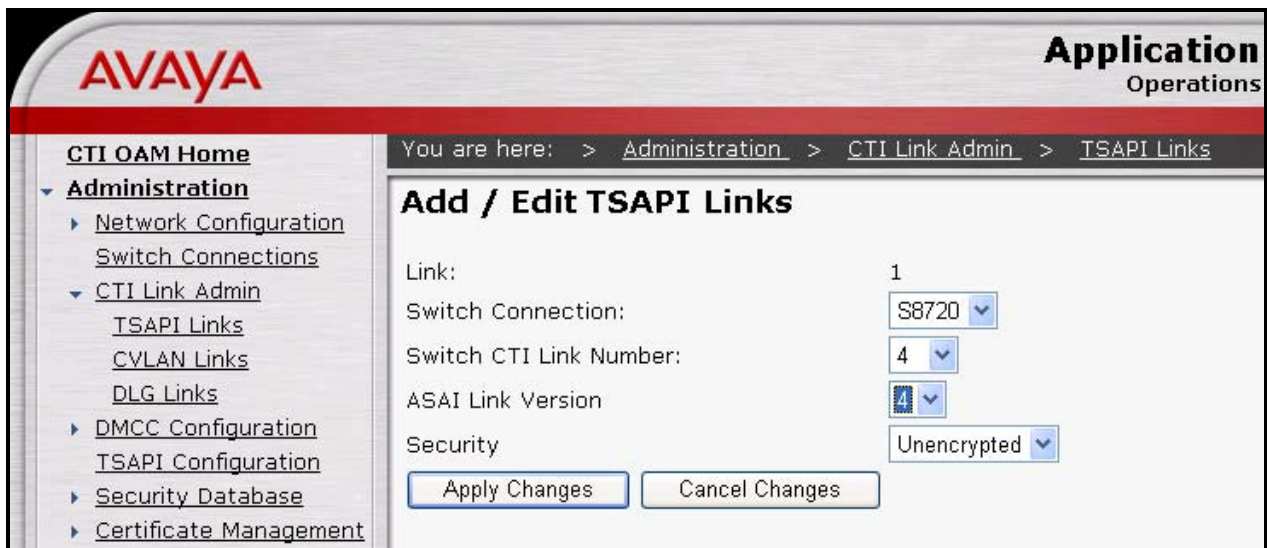 AVAYA
Application
Operations
CTI OAM Home
Administration
Network Configuration
Switch Connections
CTI Link Admin
TSAPI Links
CVLAN Links
DLG Links
DMCC Configuration
TSAPI Configuration
Security Database
Certificate Management
You are here: > Administration > CTI Link Admin > TSAPI Links
Add / Edit TSAPI Links
Link: 1
Switch Connection: S8720
Switch CTI Link Number: 4
ASAI Link Version 4
Security Unencrypted
Apply Changes Cancel Changes